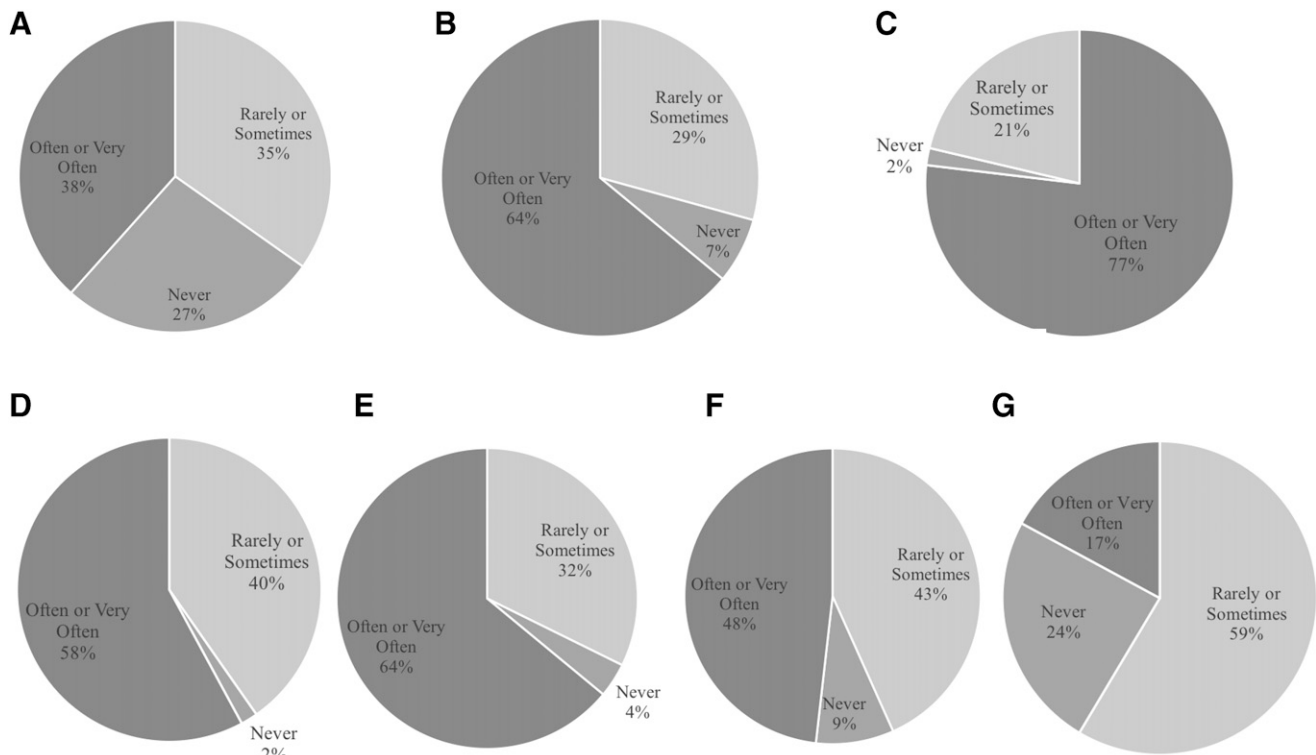 A
Rarely or
Sometimes
35%
Often or Very
Often
38%
Never
27%
B
Rarely or
Sometimes
29%
Often or Very
Often
64%
Never
7%
C
Rarely or
Sometimes
21%
Never
2%
Often or Very
Often
77%
D
Rarely or
Sometimes
40%
Often or Very
Often
58%
Never
2%
E
Rarely or
Sometimes
32%
Often or Very
Often
64%
Never
4%
F
Rarely or
Sometimes
43%
Often or Very
Often
48%
Never
9%
G
Often or Very
Often
17%
Never
24%
Rarely or
Sometimes
59%